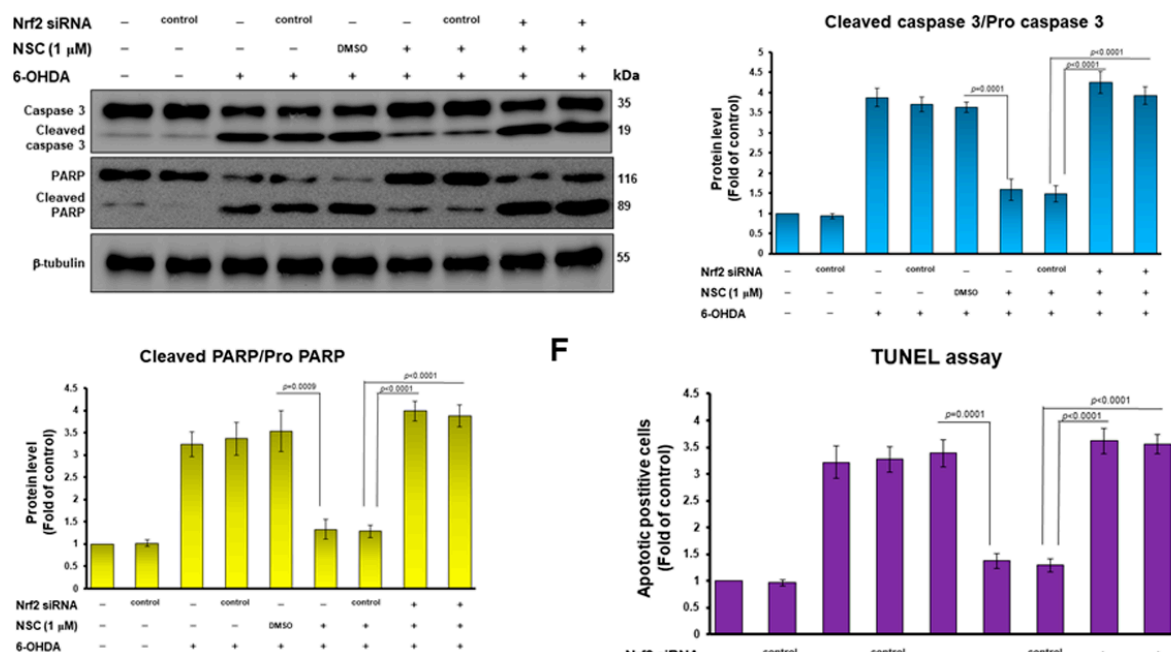 Nrf2 siRNA – control – control – – control + +
NSC (1 µM) – – – – DMSO + + + +
6-OHDA – – + + + + + + + kDa
Caspase 3 35
Cleaved caspase 3 19
PARP 116
Cleaved PARP 89
β-tubulin 55
Cleaved caspase 3/Pro caspase 3
Protein level
(Fold of control)
5
4.5
4
3.5
3
2.5
2
1.5
1
0.5
0
p=0.0001
p<0.0001
p<0.0001
Nrf2 siRNA – control – control – – control + +
NSC (1 µM) – – – – DMSO + + + +
6-OHDA – – + + + + + + +
Cleaved PARP/Pro PARP
Protein level
(Fold of control)
4.5
4
3.5
3
2.5
2
1.5
1
0.5
0
p=0.0009
p<0.0001
p<0.0001
Nrf2 siRNA – control – control – – control + +
NSC (1 µM) – – – – DMSO + + + +
6-OHDA – – + + + + + + +
F
TUNEL assay
Apoptotic postitive cells
(Fold of control)
4
3.5
3
2.5
2
1.5
1
0.5
0
p=0.0001
p<0.0001
p<0.0001